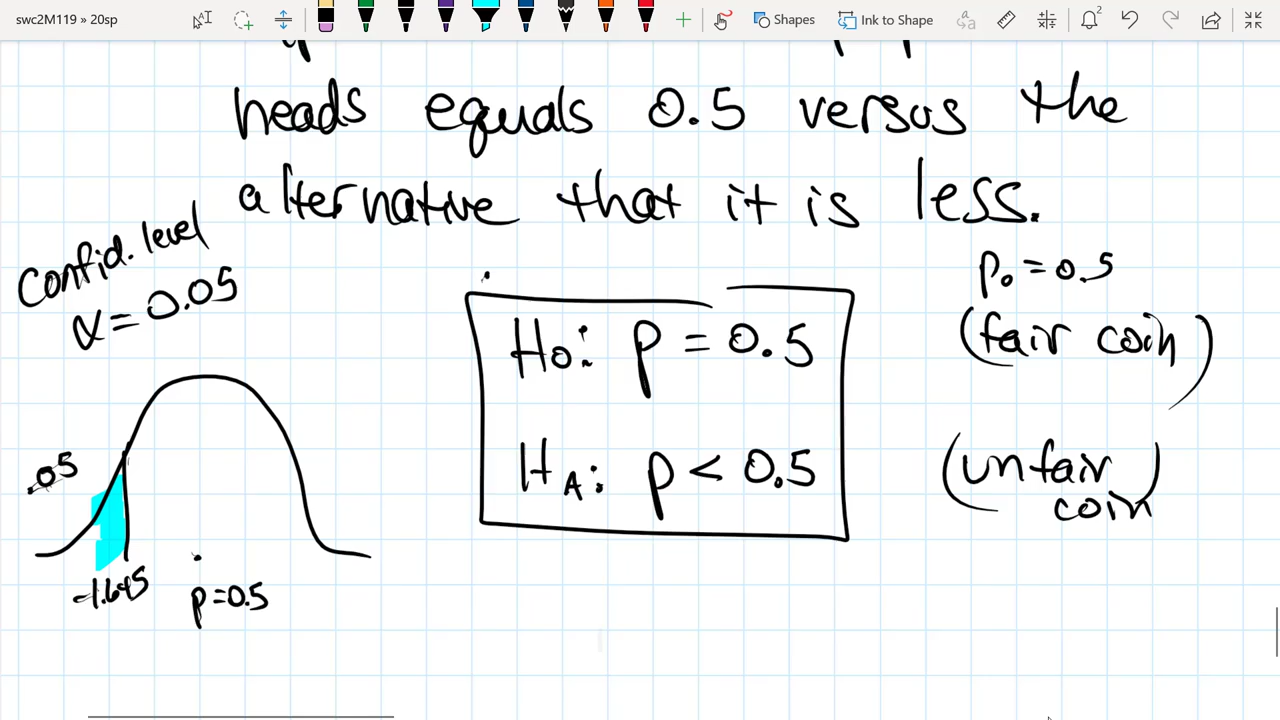 swc2M119 » 20sp
Shapes
Ink to Shape
2
heads equals 0.5 versus the
alternative that it is less.
Confid. level
α = 0.05
p₀ = 0.5
(fair coin)
H₀: p = 0.5
Hₐ: p < 0.5
(unfair
coin)
.05
-1.645
p = 0.5